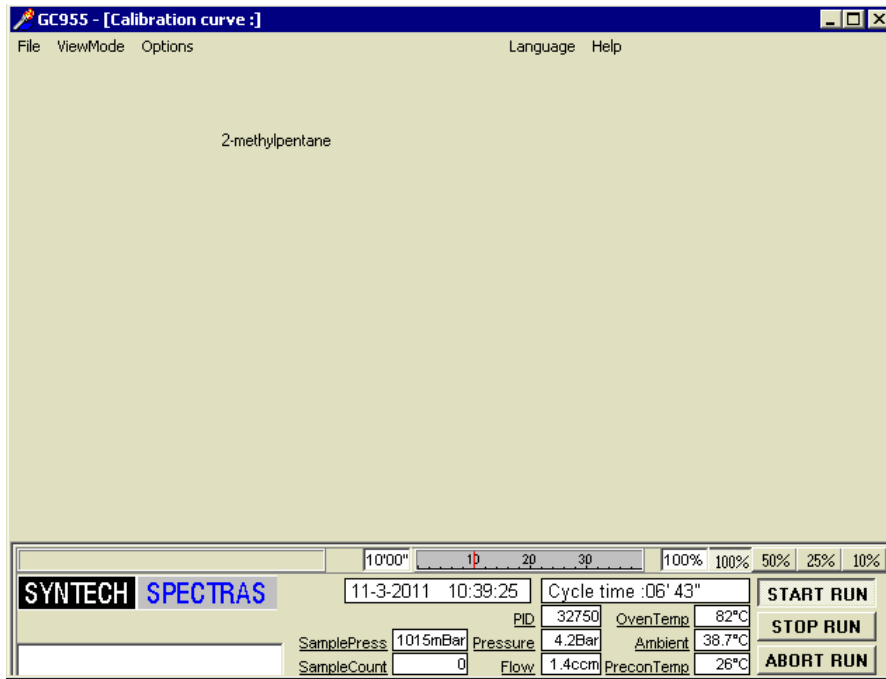 GC955 - [Calibration curve :]
File ViewMode Options Language Help
2-methylpentane
10'00" 10 20 30 100% 100% 50% 25% 10%
SYNTECH SPECTRAS 11-3-2011 10:39:25 Cycle time :06' 43" START RUN
PID 32750 OvenTemp 82°C
STOP RUN
SamplePress 1015mBar Pressure 4.2Bar Ambient 38.7°C
SampleCount 0 Flow 1.4ccm PreconTemp 26°C ABORT RUN